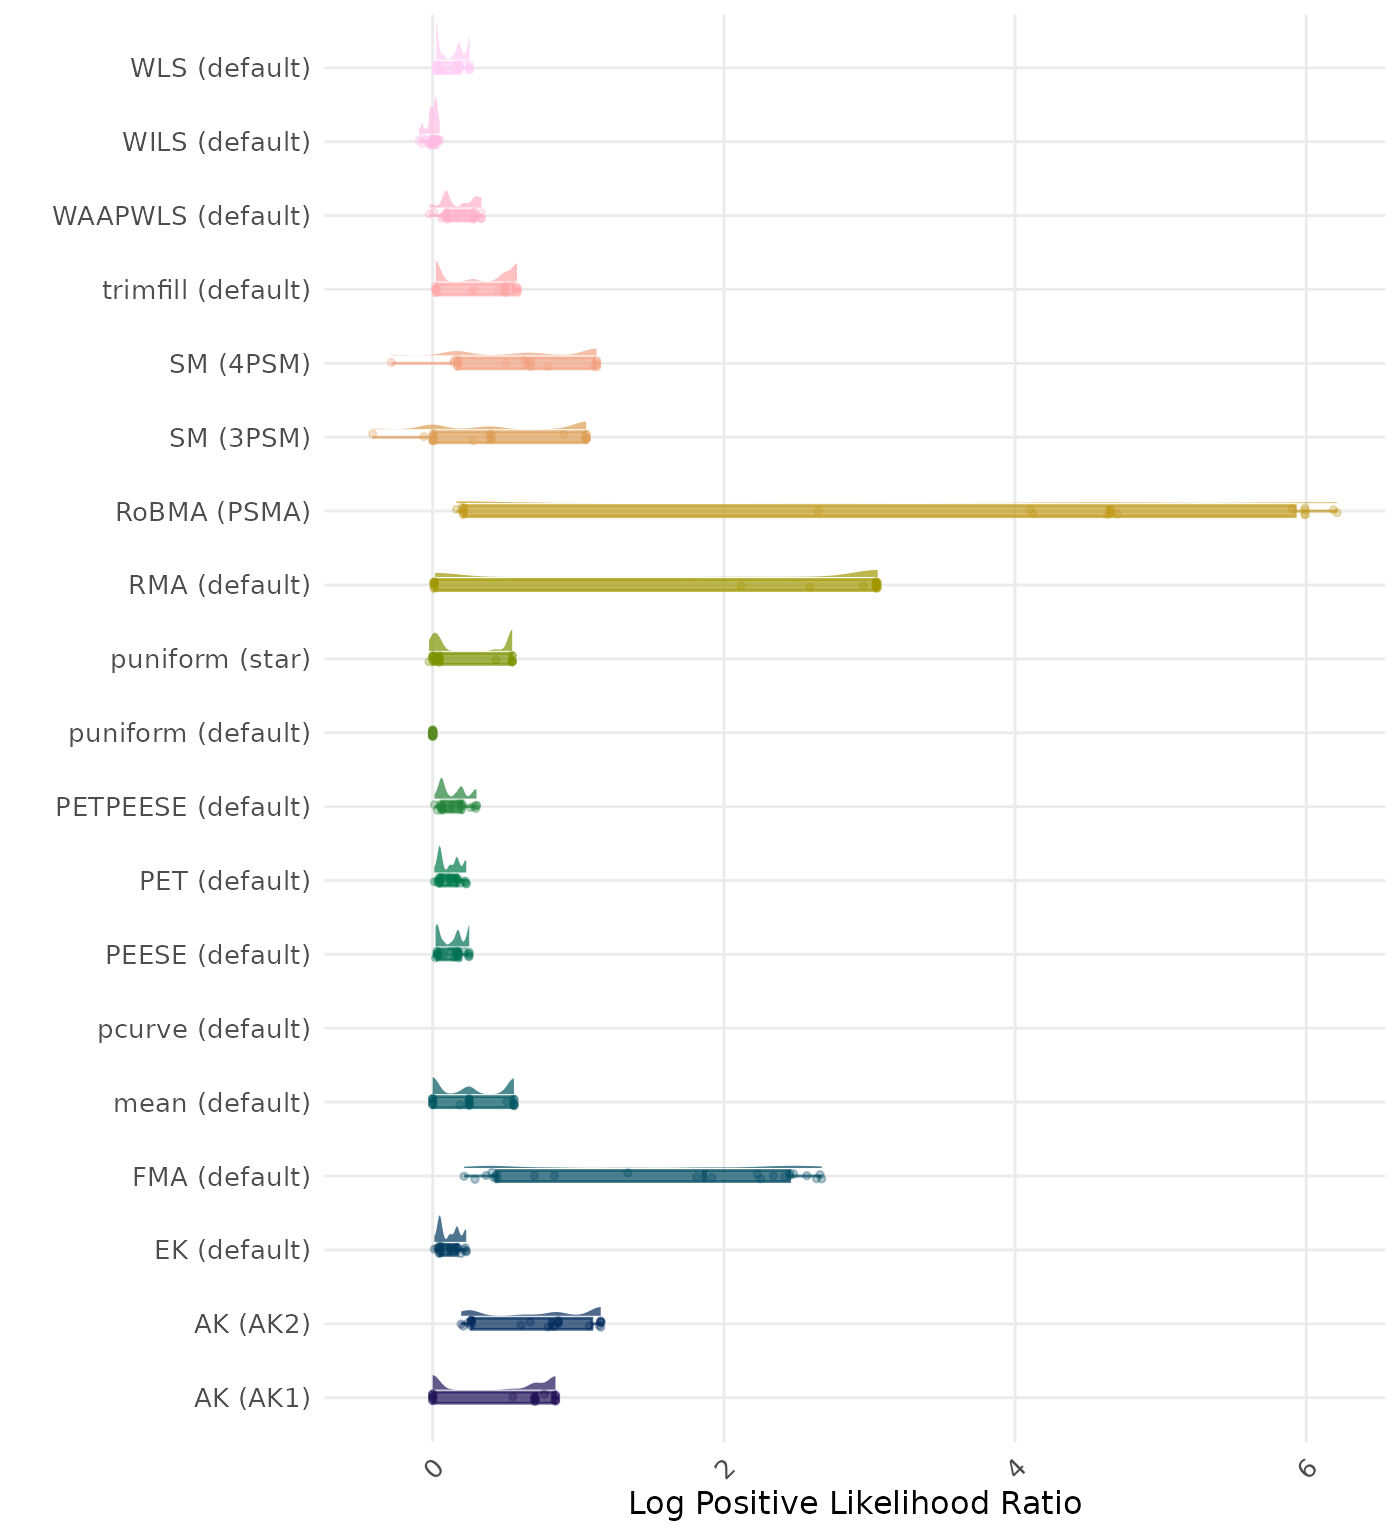 WLS (default)
WILS (default)
WAAPWLS (default)
trimfill (default)
SM (4PSM)
SM (3PSM)
RoBMA (PSMA)
RMA (default)
puniform (star)
puniform (default)
PETPEESE (default)
PET (default)
PEESE (default)
pcurve (default)
mean (default)
FMA (default)
EK (default)
AK (AK2)
AK (AK1)
0 2 4 6
Log Positive Likelihood Ratio